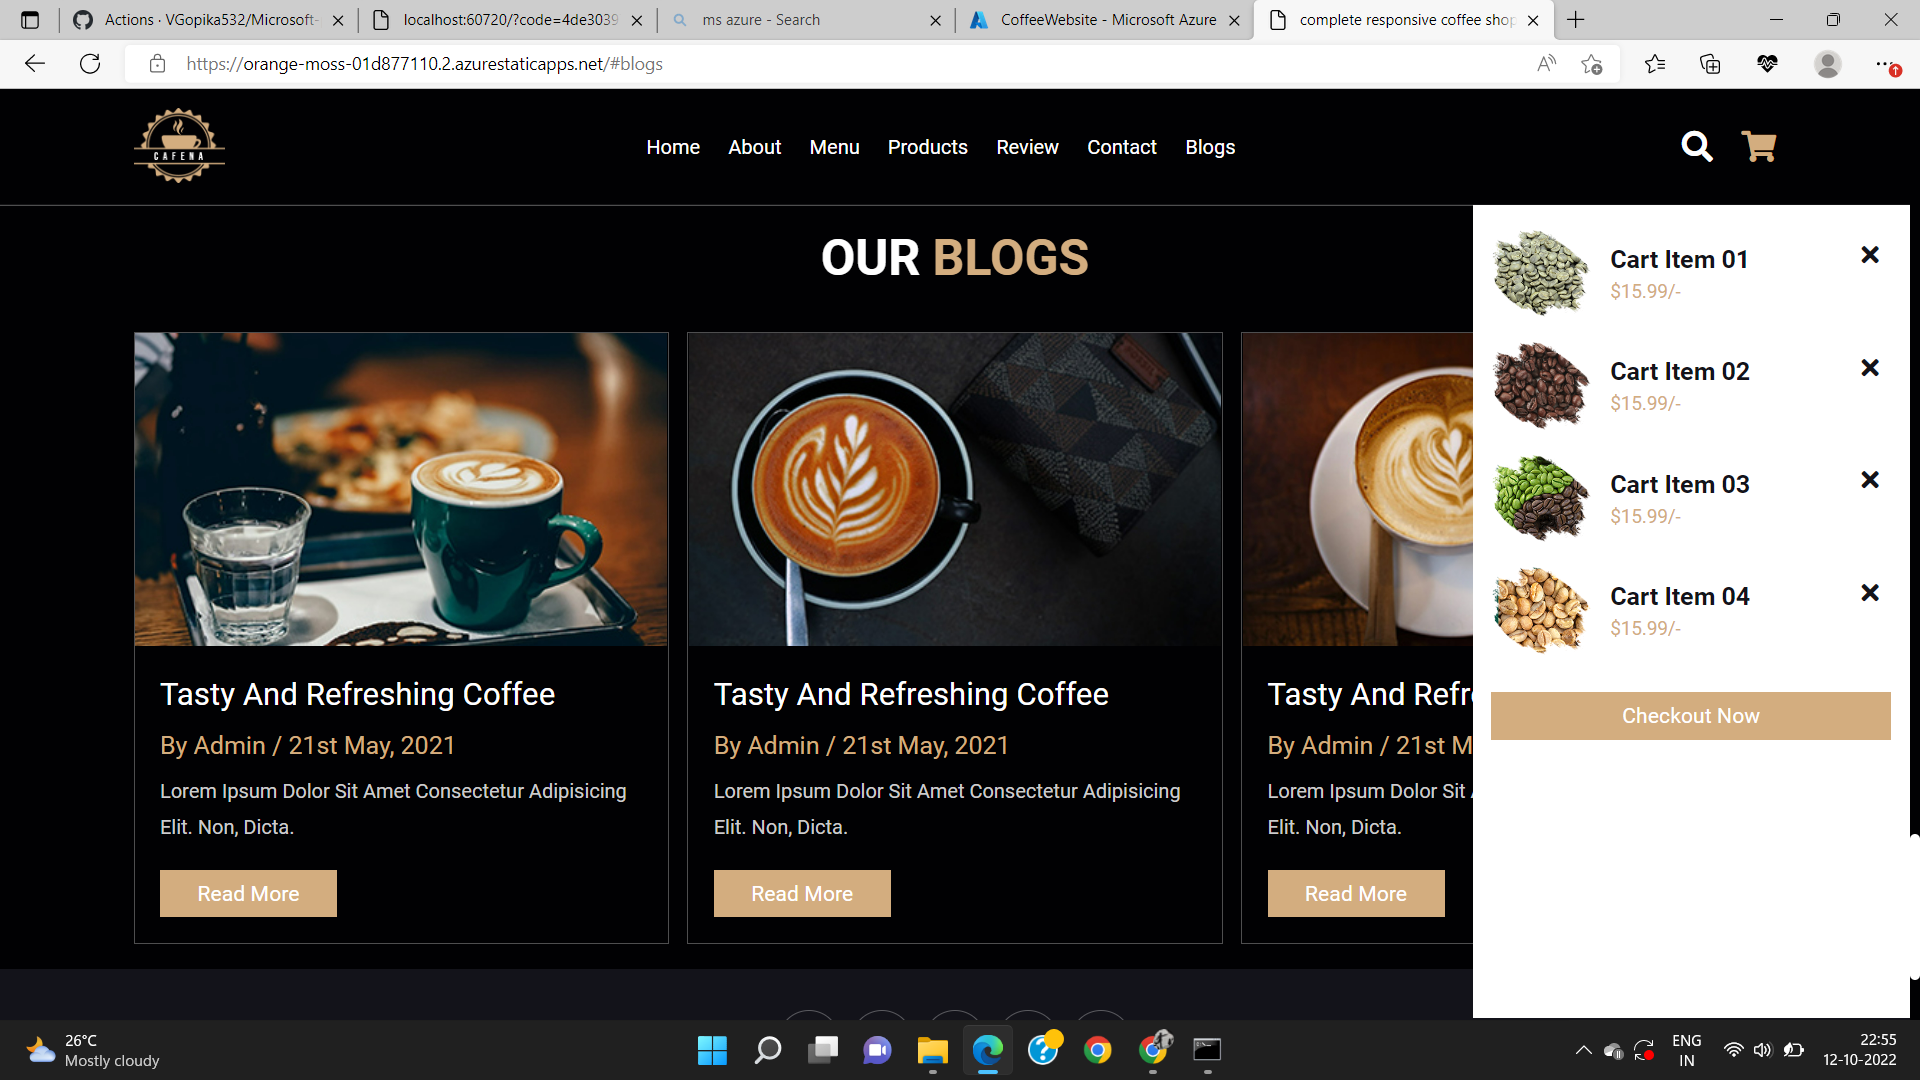 Actions · VGopika532/Microsoft-
localhost:60720/?code=4de3039
ms azure - Search
CoffeeWebsite - Microsoft Azure
complete responsive coffee shop
https://orange-moss-01d877110.2.azurestaticapps.net/#blogs
CAFENA
Home About Menu Products Review Contact Blogs
OUR BLOGS
Tasty And Refreshing Coffee
By Admin / 21st May, 2021
Lorem Ipsum Dolor Sit Amet Consectetur Adipisicing
Elit. Non, Dicta.
Read More
Tasty And Refreshing Coffee
By Admin / 21st May, 2021
Lorem Ipsum Dolor Sit Amet Consectetur Adipisicing
Elit. Non, Dicta.
Read More
Tasty And Refr
By Admin / 21st M
Lorem Ipsum Dolor Sit
Elit. Non, Dicta.
Read More
Cart Item 01
$15.99/-
Cart Item 02
$15.99/-
Cart Item 03
$15.99/-
Cart Item 04
$15.99/-
Checkout Now
26°C
Mostly cloudy
ENG
IN
22:55
12-10-2022